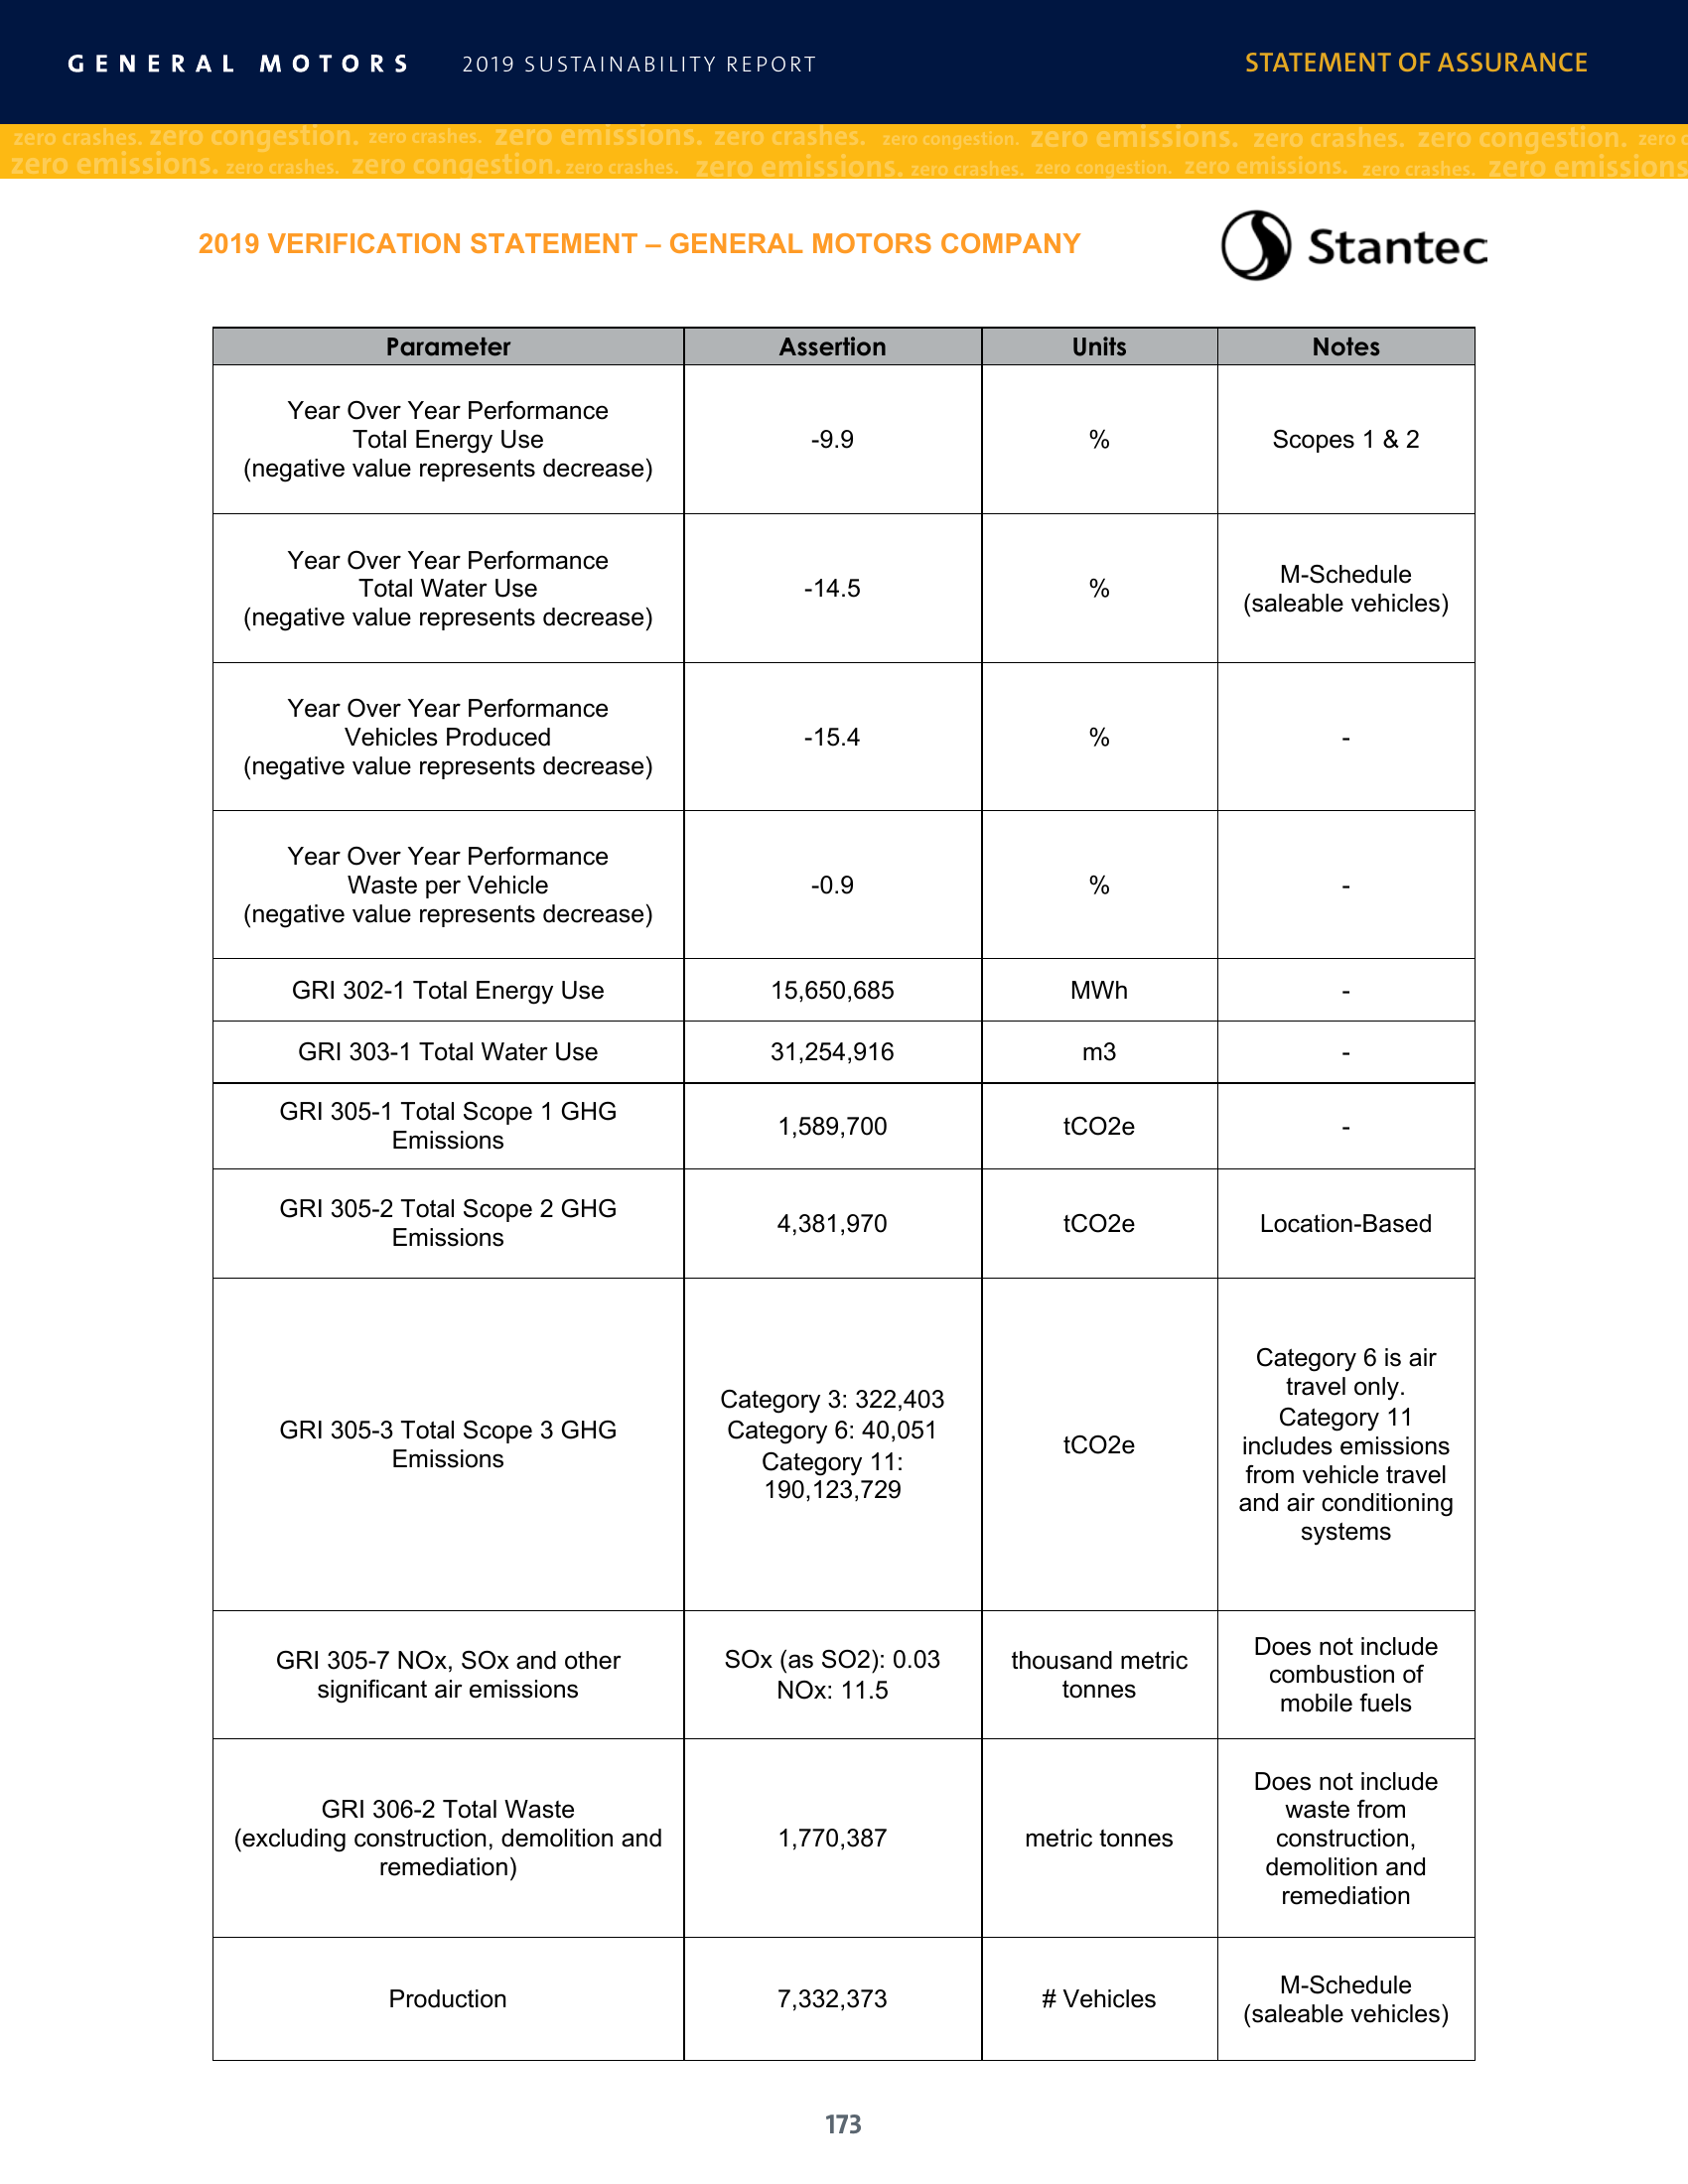 GENERAL MOTORS 2019 SUSTAINABILITY REPORT STATEMENT OF ASSURANCE
zero crashes. zero congestion. zero crashes. zero emissions. zero crashes. zero congestion. zero emissions. zero crashes. zero congestion. zero c
zero emissions. zero crashes. zero congestion. zero crashes. zero emissions. zero crashes. zero congestion. zero emissions. zero crashes. zero emissions
2019 VERIFICATION STATEMENT – GENERAL MOTORS COMPANY
Stantec
Parameter Assertion Units Notes
Year Over Year Performance
Total Energy Use
(negative value represents decrease)
-9.9
%
Scopes 1 & 2
Year Over Year Performance
Total Water Use
(negative value represents decrease)
-14.5
%
M-Schedule
(saleable vehicles)
Year Over Year Performance
Vehicles Produced
(negative value represents decrease)
-15.4
%
-
Year Over Year Performance
Waste per Vehicle
(negative value represents decrease)
-0.9
%
-
GRI 302-1 Total Energy Use 15,650,685 MWh -
GRI 303-1 Total Water Use 31,254,916 m3 -
GRI 305-1 Total Scope 1 GHG
Emissions
1,589,700
tCO2e
-
GRI 305-2 Total Scope 2 GHG
Emissions
4,381,970
tCO2e
Location-Based
GRI 305-3 Total Scope 3 GHG
Emissions
Category 3: 322,403
Category 6: 40,051
Category 11:
190,123,729
tCO2e
Category 6 is air
travel only.
Category 11
includes emissions
from vehicle travel
and air conditioning
systems
GRI 305-7 NOx, SOx and other
significant air emissions
SOx (as SO2): 0.03
NOx: 11.5
thousand metric
tonnes
Does not include
combustion of
mobile fuels
GRI 306-2 Total Waste
(excluding construction, demolition and
remediation)
1,770,387
metric tonnes
Does not include
waste from
construction,
demolition and
remediation
Production
7,332,373
# Vehicles
M-Schedule
(saleable vehicles)
173